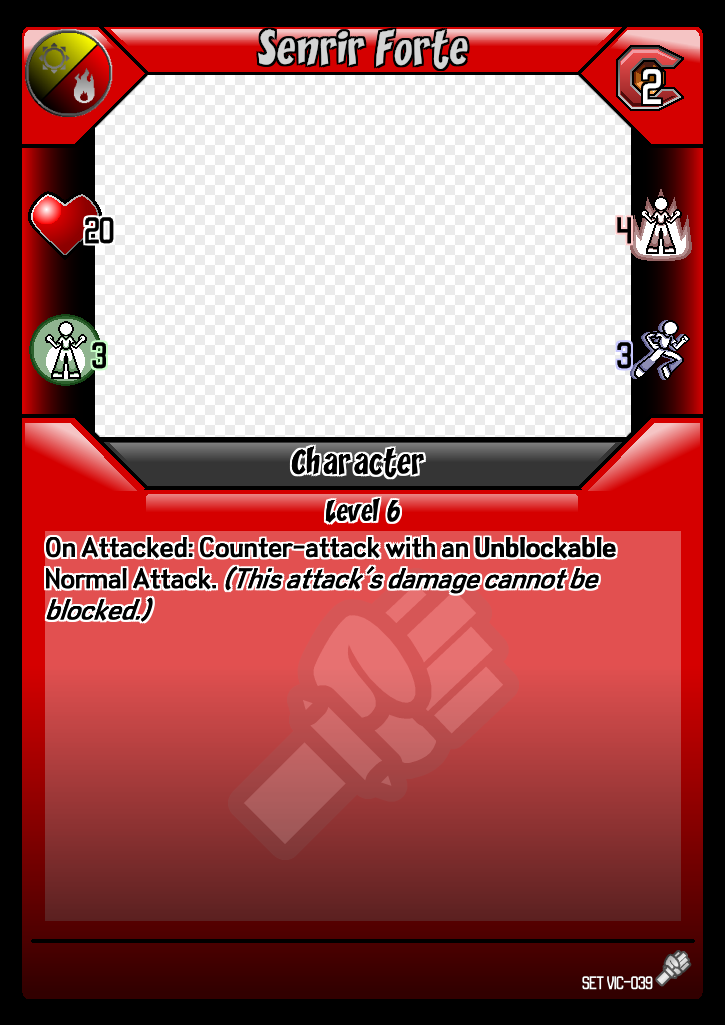 Senrir Forte
2
20
4
3
3
Character
Level 6
On Attacked: Counter-attack with an Unblockable
Normal Attack. (This attack's damage cannot be
blocked.)
SET VIC-039